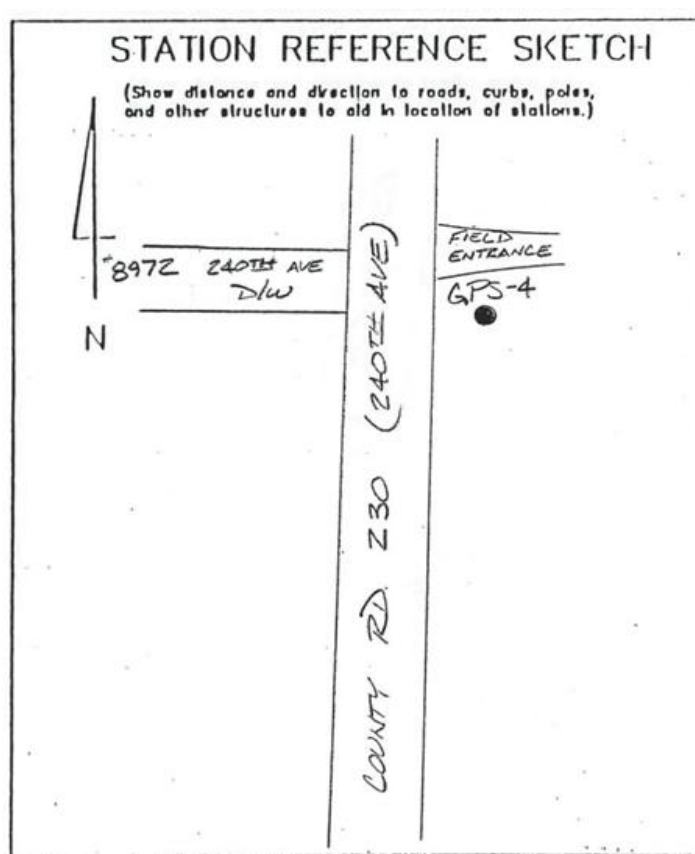 STATION REFERENCE SKETCH
(Show distance and direction to roads, curbs, poles,
and other structures to aid in location of stations.)
N
#8972 240TH AVE
D/W
COUNTY RD. 230 (240TH AVE)
FIELD
ENTRANCE
GPS-4